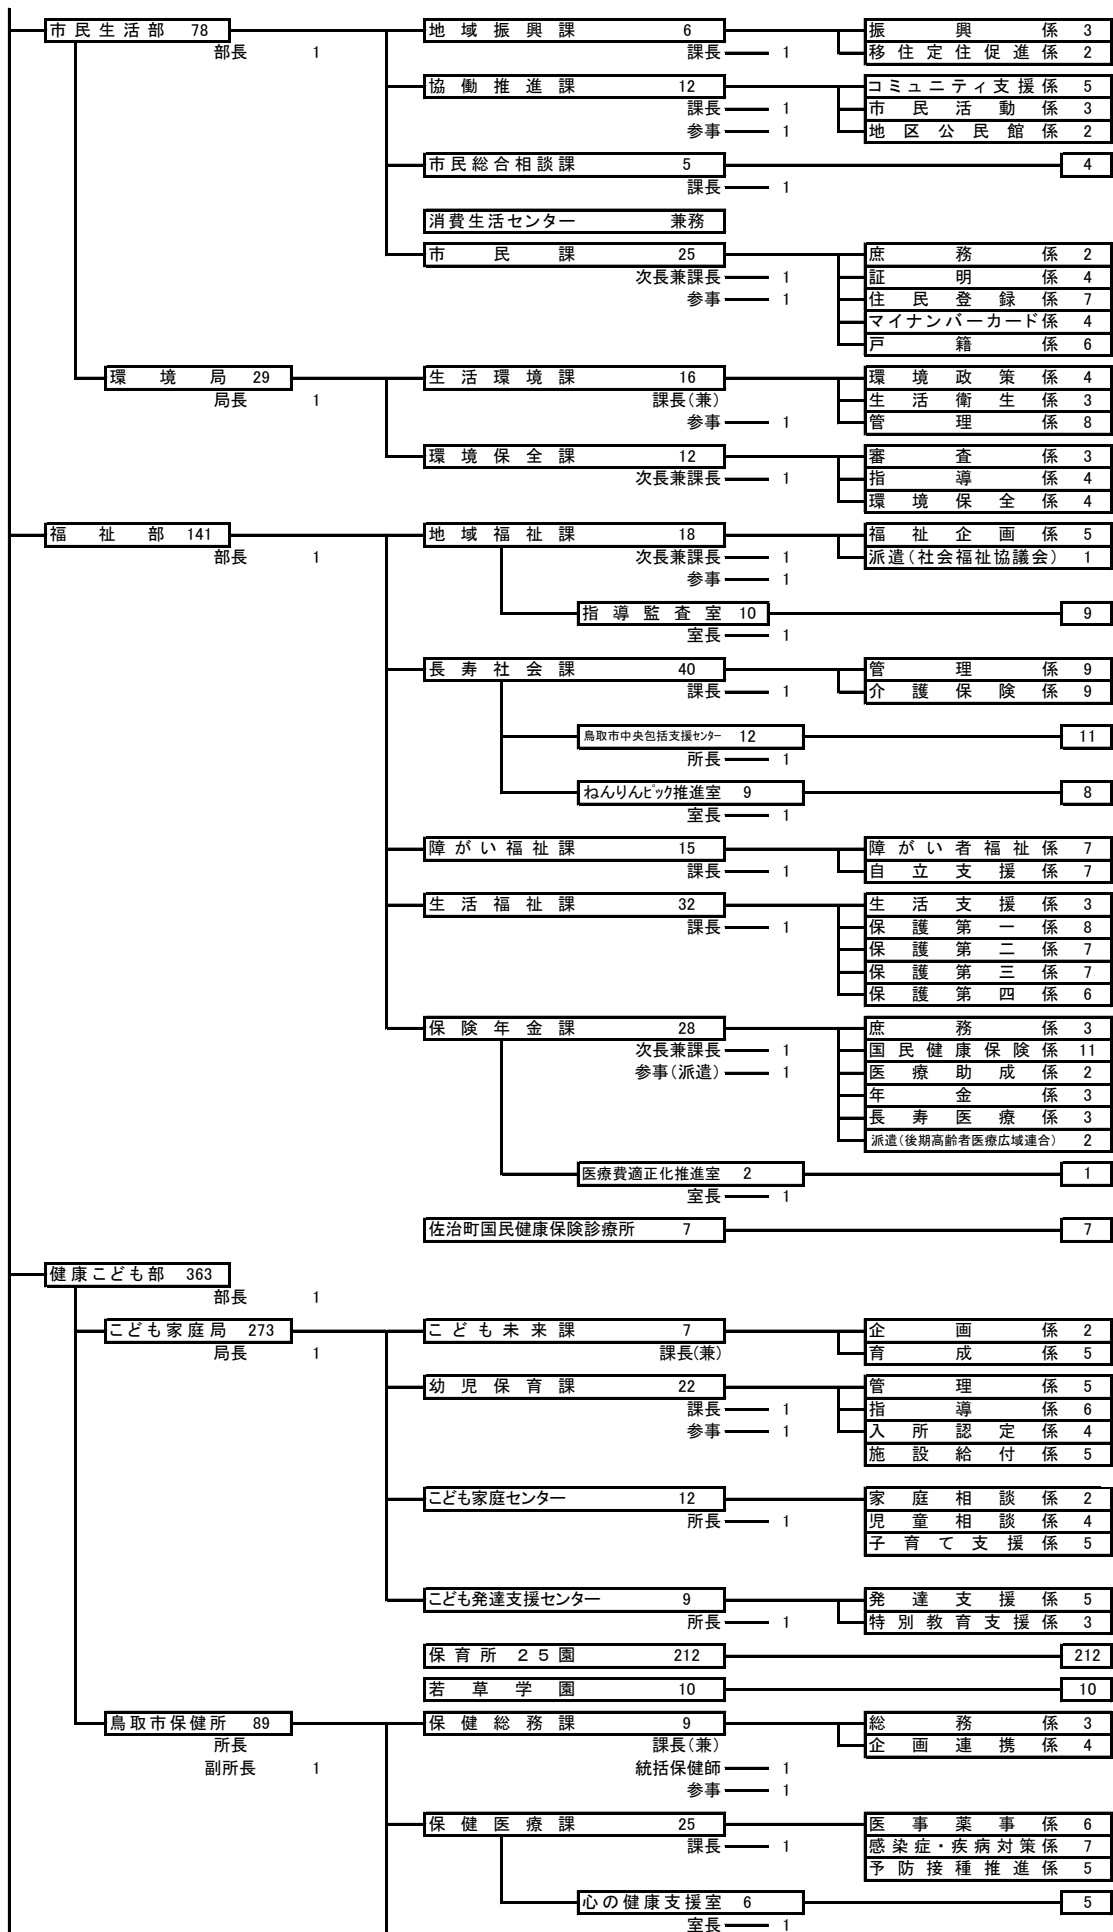 市民生活部 78 地域振興課 6 振興係 3
部長 1 課長 1 移住定住促進係 2
協働推進課 12 コミュニティ支援係 5
課長 1 市民活動係 3
参事 1 地区公民館係 2
市民総合相談課 5 4
課長 1
消費生活センター 兼務
市民課 25 庶務係 2
次長兼課長 1 証明係 4
参事 1 住民登録係 7
マイナンバーカード係 4
戸籍係 6
環境局 29 生活環境課 16 環境政策係 4
局長 1 課長(兼) 生活衛生係 3
参事 1 管理係 8
環境保全課 12 審査係 3
次長兼課長 1 指導係 4
環境保全係 4
福祉部 141 地域福祉課 18 福祉企画係 5
部長 1 次長兼課長 1 派遣(社会福祉協議会) 1
参事 1
指導監査室 10 9
室長 1
長寿社会課 40 管理係 9
課長 1 介護保険係 9
鳥取市中央包括支援センター 12 11
所長 1
ねんりんピック推進室 9 8
室長 1
障がい福祉課 15 障がい者福祉係 7
課長 1 自立支援係 7
生活福祉課 32 生活支援係 3
課長 1 保護第一係 8
保護第二係 7
保護第三係 7
保護第四係 6
保険年金課 28 庶務係 3
次長兼課長 1 国民健康保険係 11
参事(派遣) 1 医療助成係 2
年金係 3
長寿医療係 3
派遣(後期高齢者医療広域連合) 2
医療費適正化推進室 2 1
室長 1
佐治町国民健康保険診療所 7 7
健康こども部 363
部長 1
こども家庭局 273 こども未来課 7 企画係 2
局長 1 課長(兼) 育成係 5
幼児保育課 22 管理係 5
課長 1 指導係 6
参事 1 入所認定係 4
施設給付係 5
こども家庭センター 12 家庭相談係 2
所長 1 児童相談係 4
子育て支援係 5
こども発達支援センター 9 発達支援係 5
所長 1 特別教育支援係 3
保育所 25園 212 212
若草学園 10 10
鳥取市保健所 89 保健総務課 9 総務係 3
所長 課長(兼) 企画連携係 4
副所長 1 統括保健師 1
参事 1
保健医療課 25 医事薬事係 6
課長 1 感染症・疾病対策係 7
予防接種推進係 5
心の健康支援室 6 5
室長 1